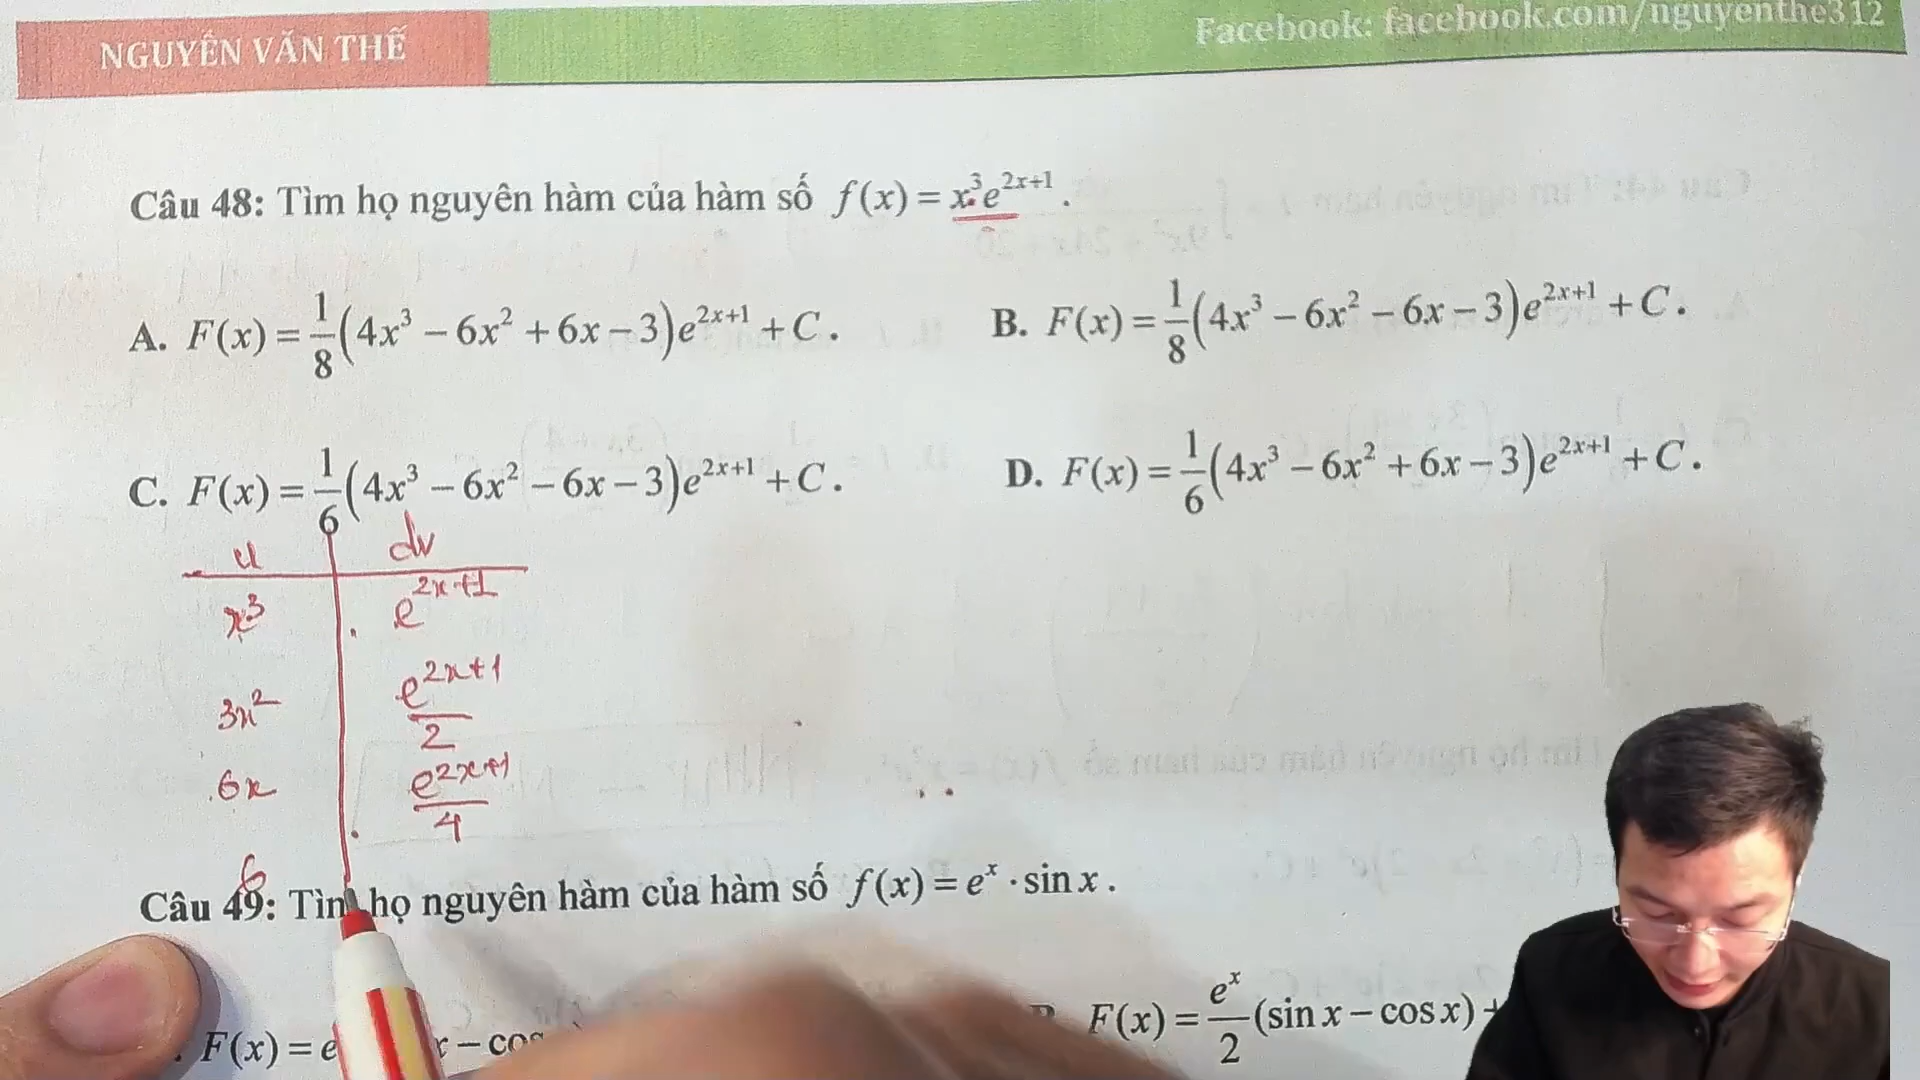 NGUYỄN VĂN THẾ
Facebook: facebook.com/nguyenthe312
Câu 48: Tìm họ nguyên hàm của hàm số f(x) = x³e^{2x+1}.
A. F(x) = 1/8(4x³ − 6x² + 6x − 3)e^{2x+1} + C.
B. F(x) = 1/8(4x³ − 6x² − 6x − 3)e^{2x+1} + C.
C. F(x) = 1/6(4x³ − 6x² − 6x − 3)e^{2x+1} + C.
D. F(x) = 1/6(4x³ − 6x² + 6x − 3)e^{2x+1} + C.
u dv
x³ e^{2x+1}
3x² e^{2x+1}/2
6x e^{2x+1}/4
6
Câu 49: Tìm họ nguyên hàm của hàm số f(x) = e^x · sin x.
F(x) = e x − cos
F(x) = e^x/2 (sin x − cos x) +